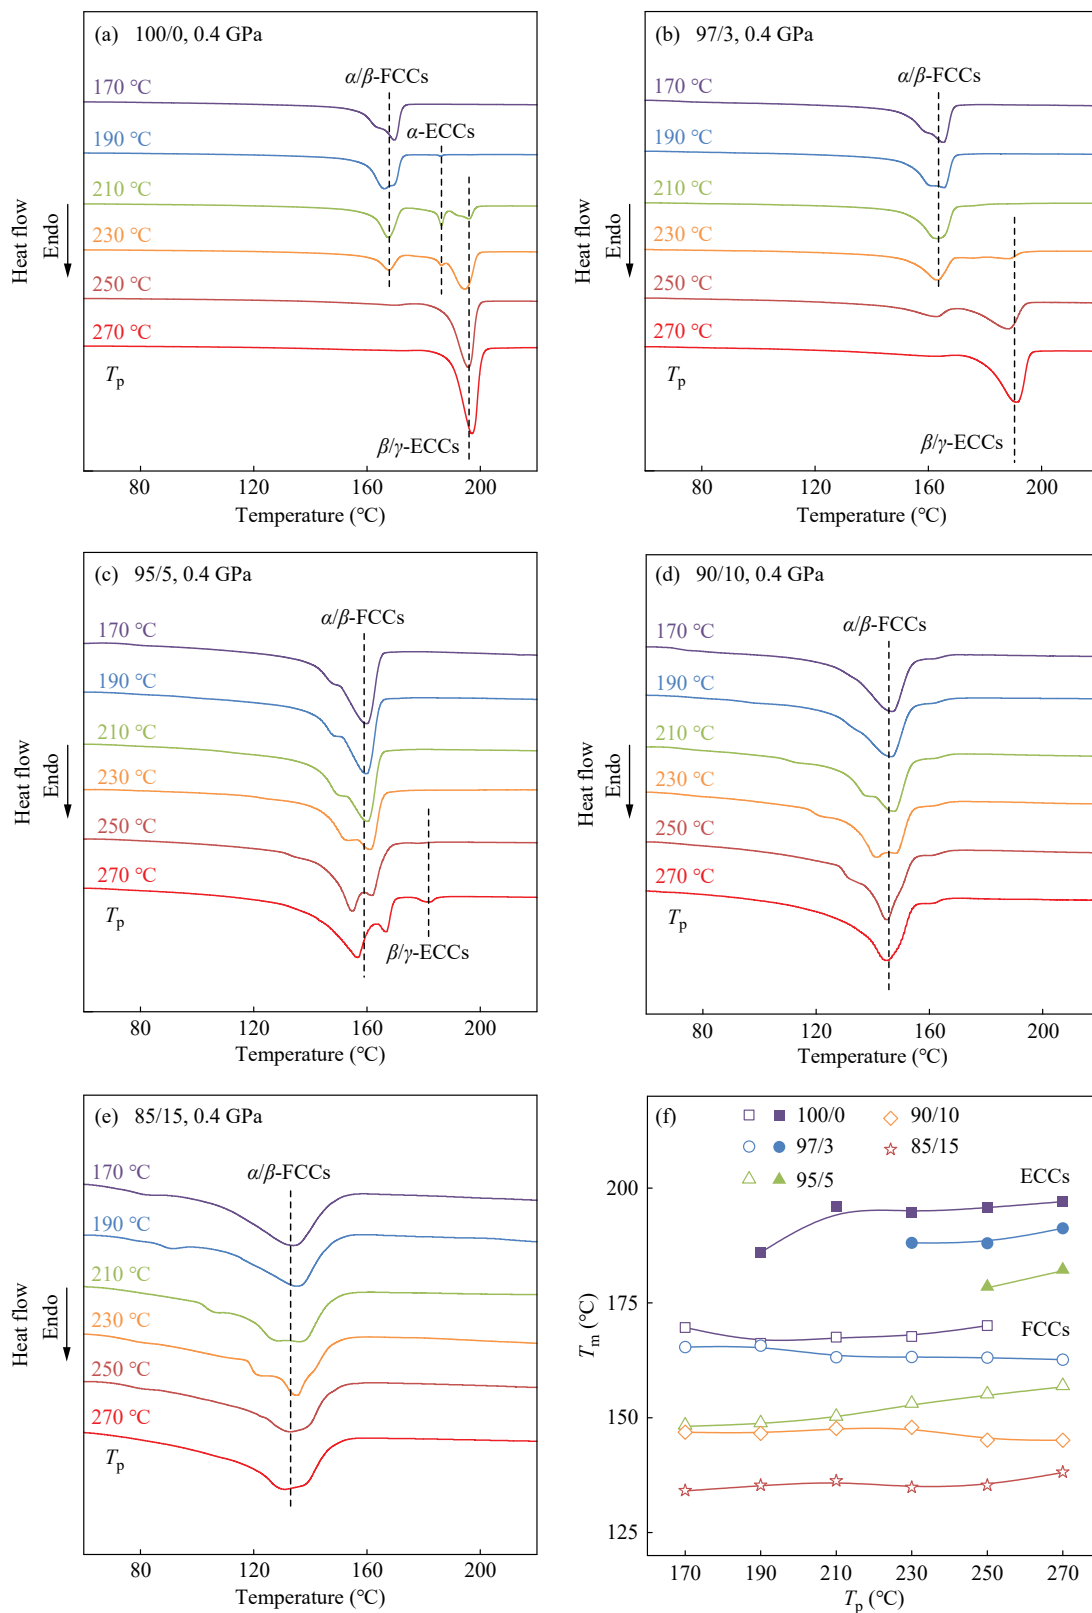 (a) 100/0, 0.4 GPa
α/β-FCCs
170 °C
α-ECCs
190 °C
210 °C
230 °C
250 °C
270 °C
Tp
β/γ-ECCs
Heat flow
Endo
80 120 160 200
Temperature (°C)
(b) 97/3, 0.4 GPa
α/β-FCCs
170 °C
190 °C
210 °C
230 °C
250 °C
270 °C
Tp
β/γ-ECCs
Heat flow
Endo
80 120 160 200
Temperature (°C)
(c) 95/5, 0.4 GPa
α/β-FCCs
170 °C
190 °C
210 °C
230 °C
250 °C
270 °C
Tp
β/γ-ECCs
Heat flow
Endo
80 120 160 200
Temperature (°C)
(d) 90/10, 0.4 GPa
α/β-FCCs
170 °C
190 °C
210 °C
230 °C
250 °C
270 °C
Tp
Heat flow
Endo
80 120 160 200
Temperature (°C)
(e) 85/15, 0.4 GPa
α/β-FCCs
170 °C
190 °C
210 °C
230 °C
250 °C
270 °C
Tp
Heat flow
Endo
80 120 160 200
Temperature (°C)
(f)
100/0 90/10
97/3 85/15
95/5
ECCs
FCCs
200
175
150
125
Tm (°C)
170 190 210 230 250 270
Tp (°C)